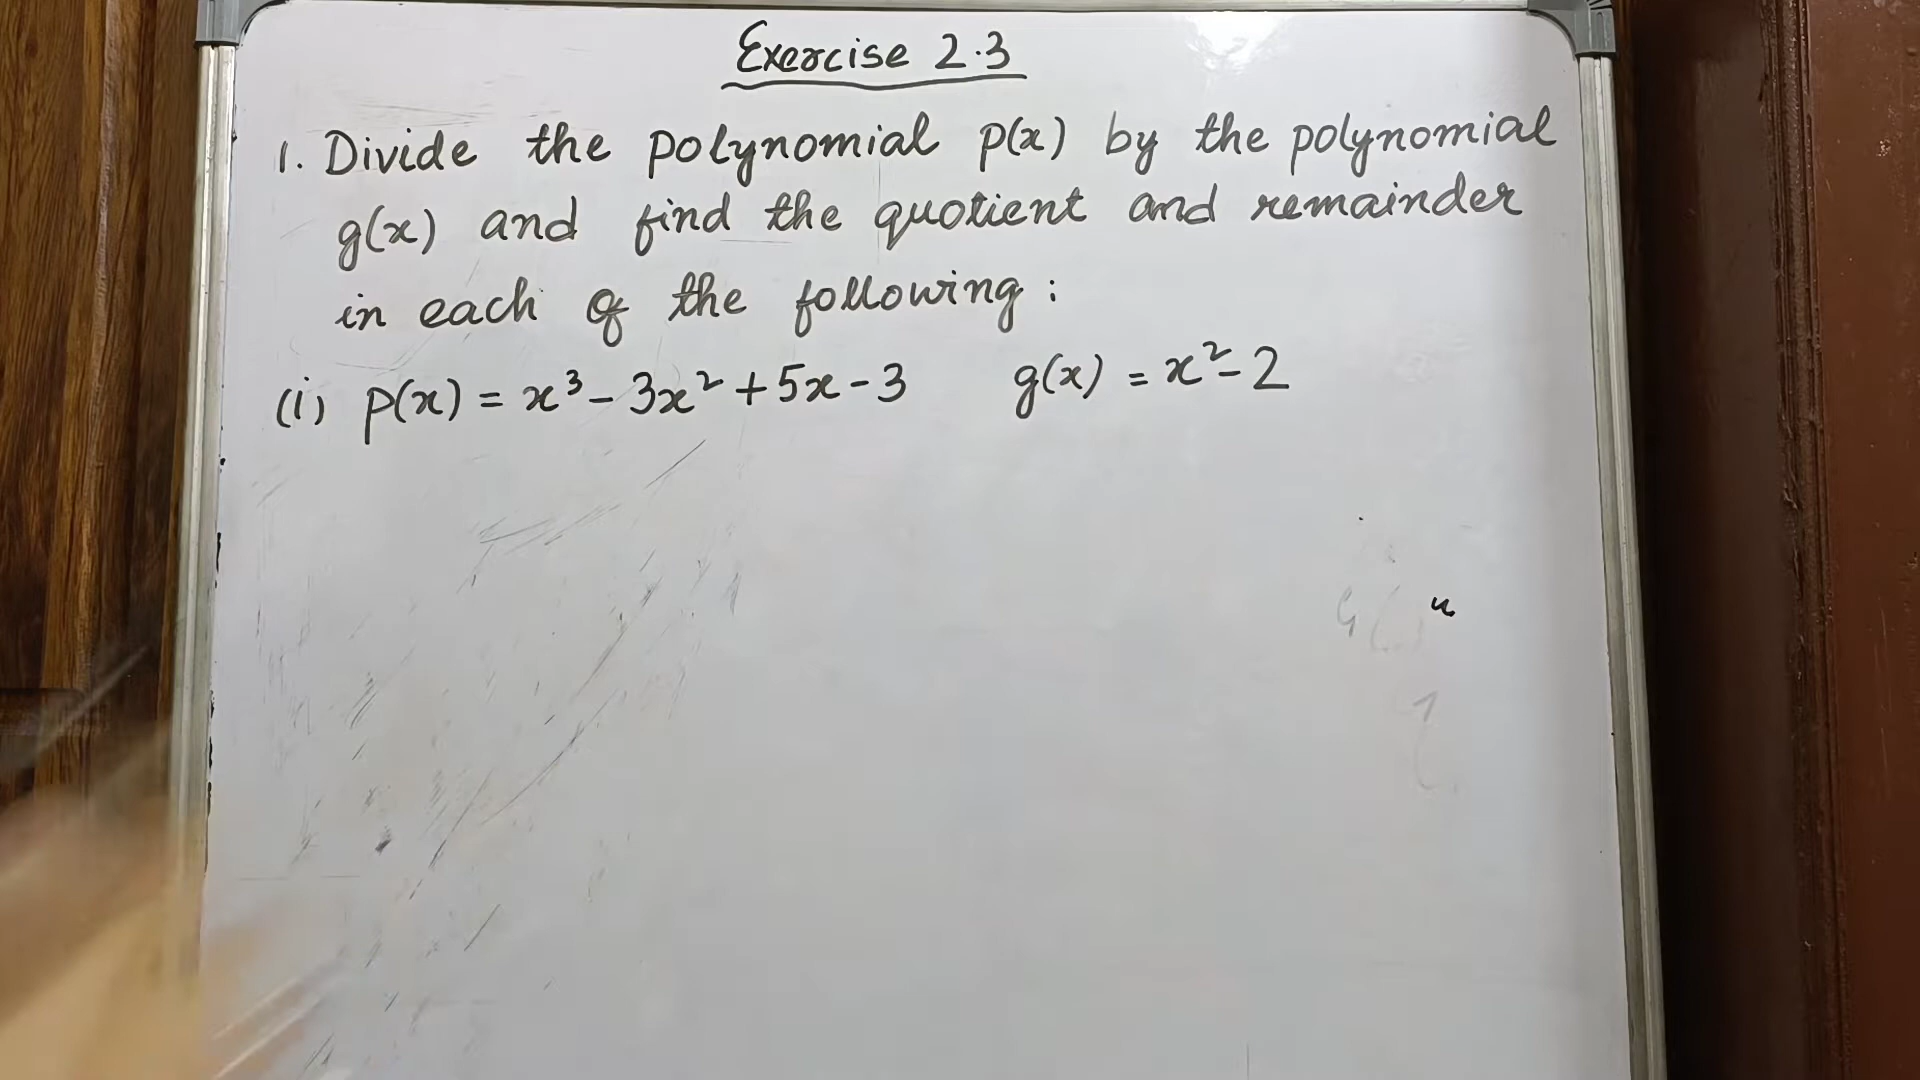 Exercise 2.3
1. Divide the polynomial p(x) by the polynomial
g(x) and find the quotient and remainder
in each of the following :
(i) p(x) = x³ - 3x² + 5x - 3 g(x) = x² - 2